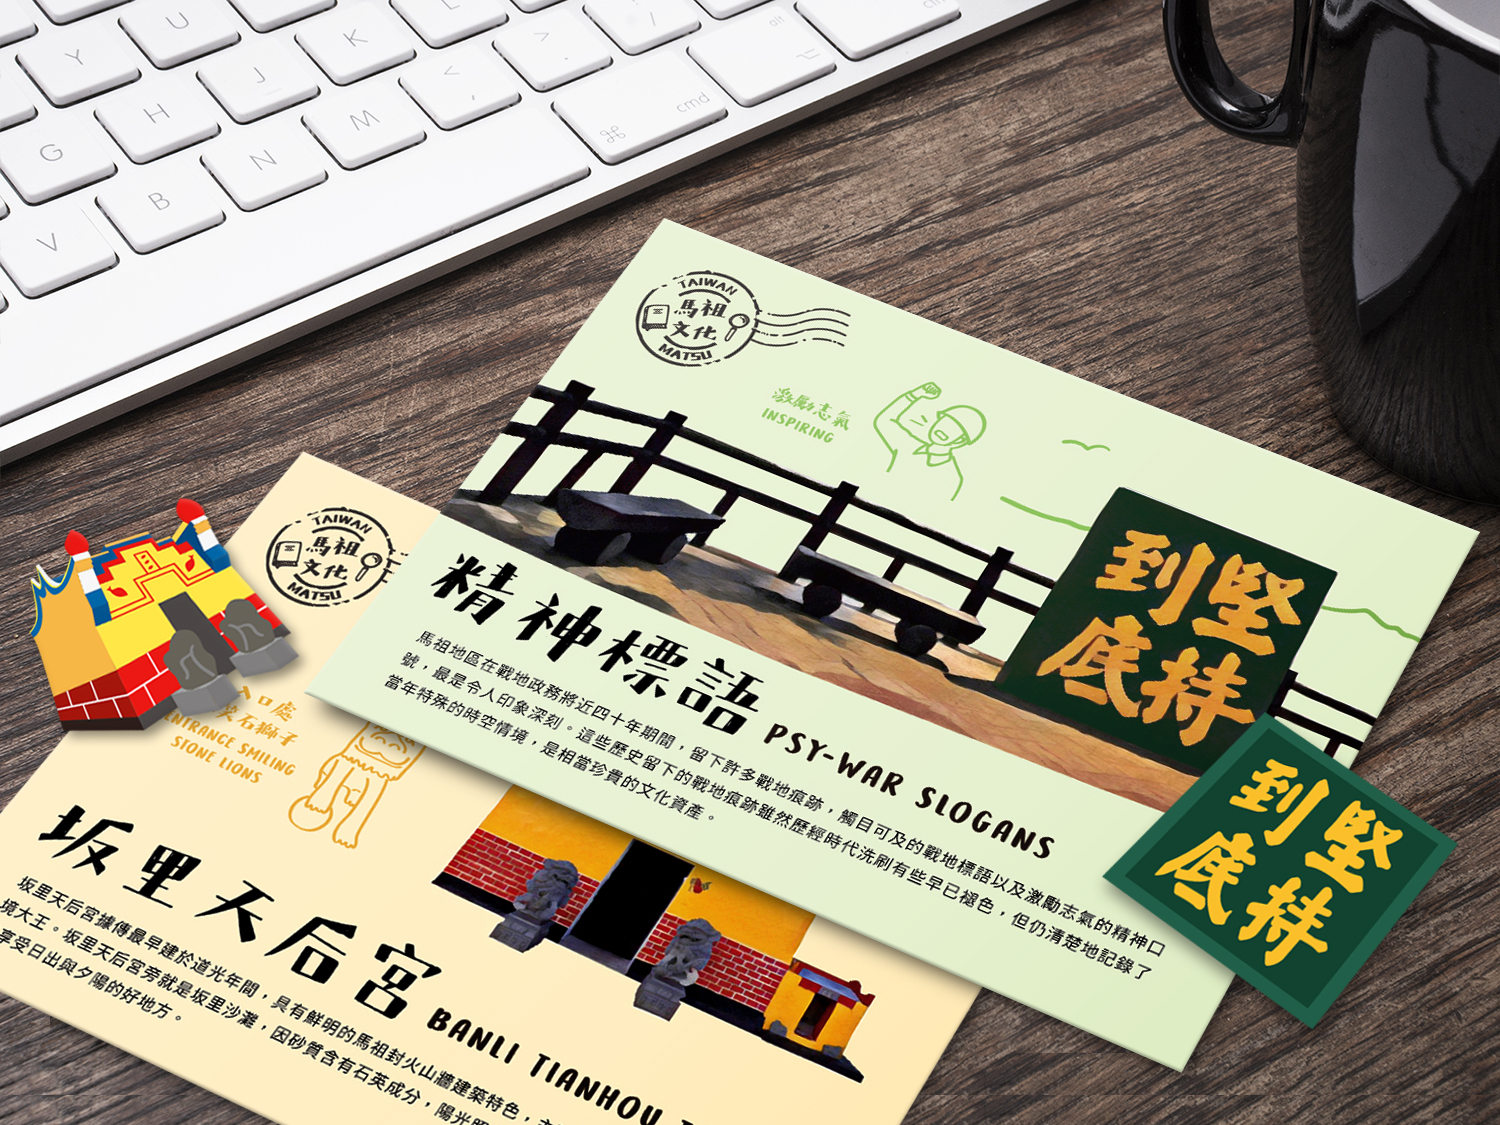 Y
U
H
J
K
G
B
N
M
<
,
>
.
?
/
V
alt
cmd
TAIWAN
馬祖
文化
MATSU
激勵志氣
INSPIRING
堅持
到底
精神標語 PSY-WAR SLOGANS
馬祖地區在戰地政務將近四十年期間，留下許多戰地痕跡，觸目可及的戰地標語以及激勵志氣的精神口
號，最是令人印象深刻。這些歷史留下的戰地痕跡雖然歷經時代洗刷有些早已褪色，但仍清楚地記錄了
當年特殊的時空情境，是相當珍貴的文化資產。
堅持
到底
TAIWAN
馬祖
文化
MATSU
入口處
笑石獅子
ENTRANCE SMILING
STONE LIONS
坂里天后宮 BANLI TIANHOU
坂里天后宮據傳最早建於道光年間，具有鮮明的馬祖封火山牆建築特色，
境大王。坂里天后宮旁就是坂里沙灘，因砂質含有石英成分，陽光
享受日出與夕陽的好地方。